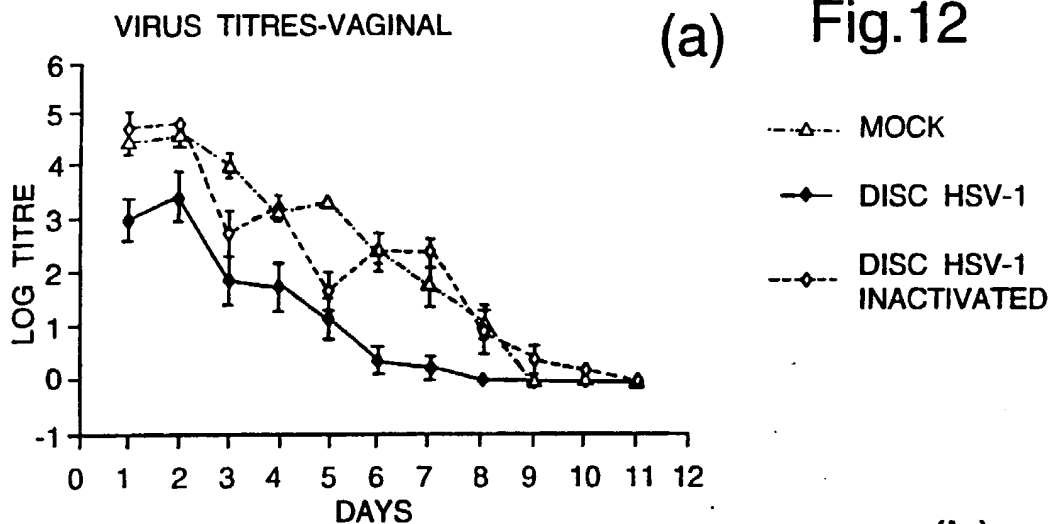 VIRUS TITRES-VAGINAL
(a)
Fig.12
6
5
4
3
2
1
0
-1
LOG TITRE
0 1 2 3 4 5 6 7 8 9 10 11 12
DAYS
MOCK
DISC HSV-1
DISC HSV-1
INACTIVATED